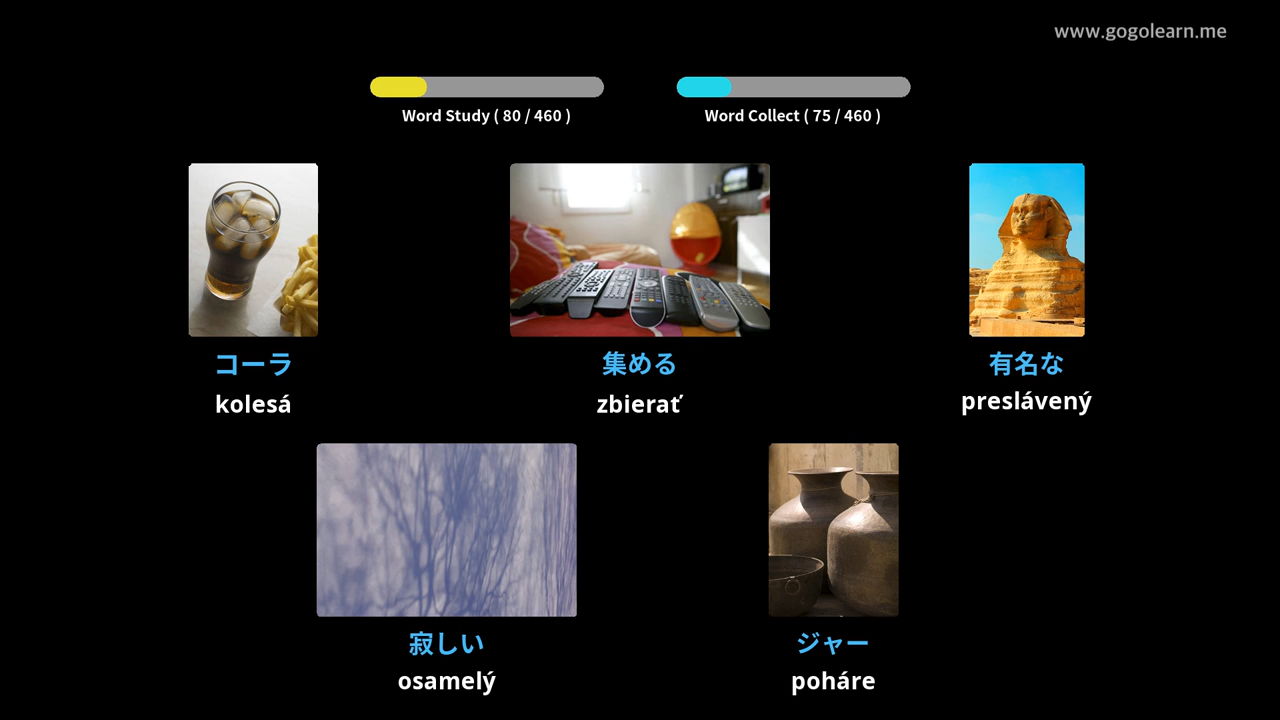 www.gogolearn.me
Word Study ( 80 / 460 )
Word Collect ( 75 / 460 )
コーラ
kolesá
集める
zbierať
有名な
preslávený
寂しい
osamelý
ジャー
poháre